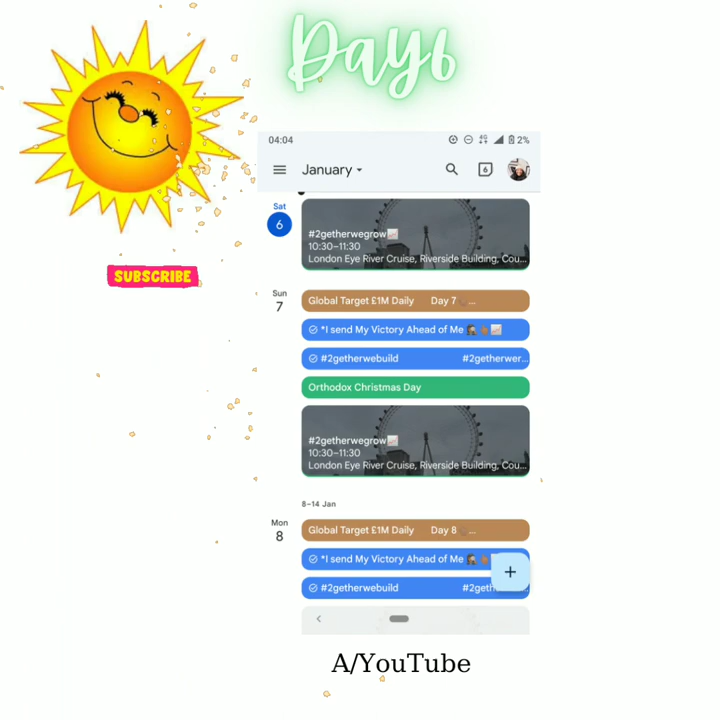 Day6
04:04
4G
2%
January
6
Sat
6
#2getherwegrow📈
10:30–11:30
London Eye River Cruise, Riverside Building, Cou...
SUBSCRIBE
Sun
7
Global Target £1M Daily Day 7 ...
*I send My Victory Ahead of Me
#2getherwebuild #2getherwer...
Orthodox Christmas Day
#2getherwegrow📈
10:30–11:30
London Eye River Cruise, Riverside Building, Cou...
8–14 Jan
Mon
8
Global Target £1M Daily Day 8 ...
*I send My Victory Ahead of Me
#2getherwebuild #2geth
A/YouTube